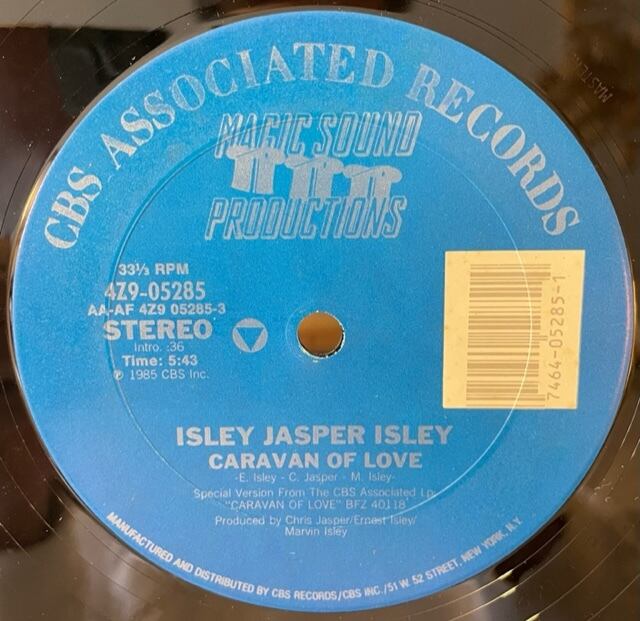 CBS ASSOCIATED RECORDS
MAGIC SOUND
PRODUCTIONS
33⅓ RPM
4Z9-05285
AA-AF 4Z9 05285-3
STEREO
Intro. :36
Time: 5:43
℗ 1985 CBS Inc.
7464-05285-1
ISLEY JASPER ISLEY
CARAVAN OF LOVE
-E. Isley - C. Jasper - M. Isley-
Special Version From The CBS Associated Lp
"CARAVAN OF LOVE" BFZ 40118
Produced by Chris Jasper/Ernest Isley/
Marvin Isley
MANUFACTURED AND DISTRIBUTED BY CBS RECORDS/CBS INC./51 W. 52 STREET, NEW YORK, N.Y.